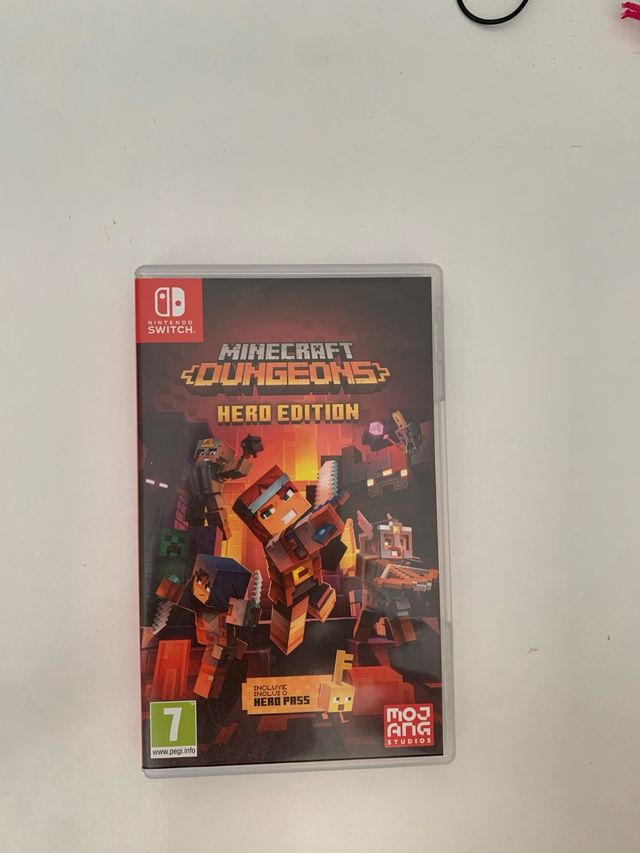 NINTENDO
SWITCH
MINECRAFT
DUNGEONS
HERO EDITION
INCLUYE
INCLUI O
HERO PASS
7
www.pegi.info
MOJ
ANG
STUDIOS